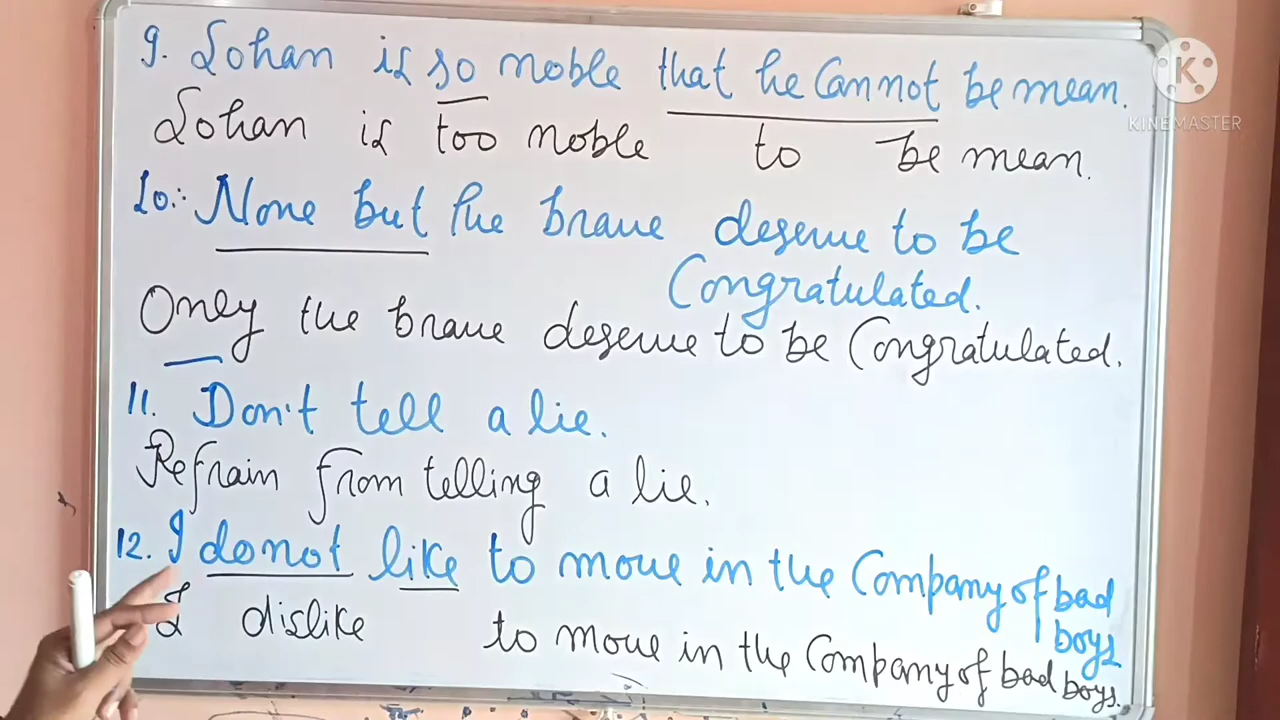 9. Sohan is so noble that he cannot be mean.
Sohan is too noble to be mean.
10.: None but the brave deserve to be
Congratulated.
Only the brave deserve to be Congratulated.
11. Don't tell a lie.
Refrain from telling a lie.
12. I do not like to move in the Company of bad
boys
I dislike to move in the Company of bad boys.
KINEMASTER